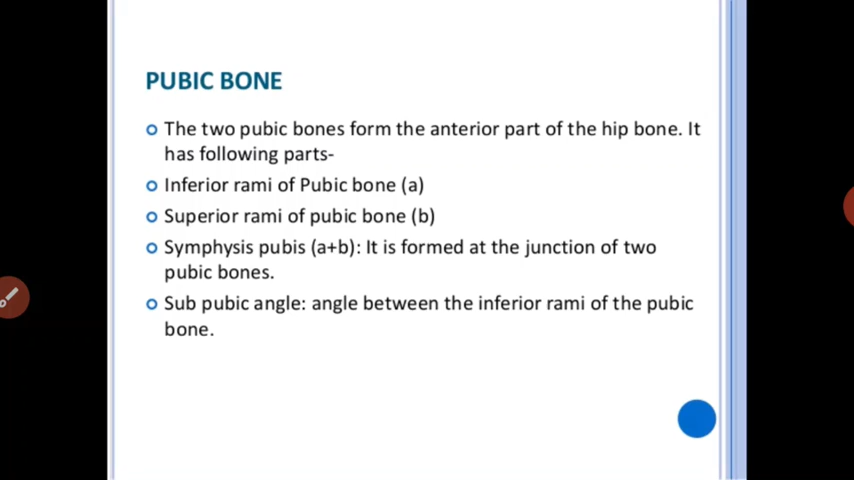 PUBIC BONE
The two pubic bones form the anterior part of the hip bone. It
has following parts-
Inferior rami of Pubic bone (a)
Superior rami of pubic bone (b)
Symphysis pubis (a+b): It is formed at the junction of two
pubic bones.
Sub pubic angle: angle between the inferior rami of the pubic
bone.